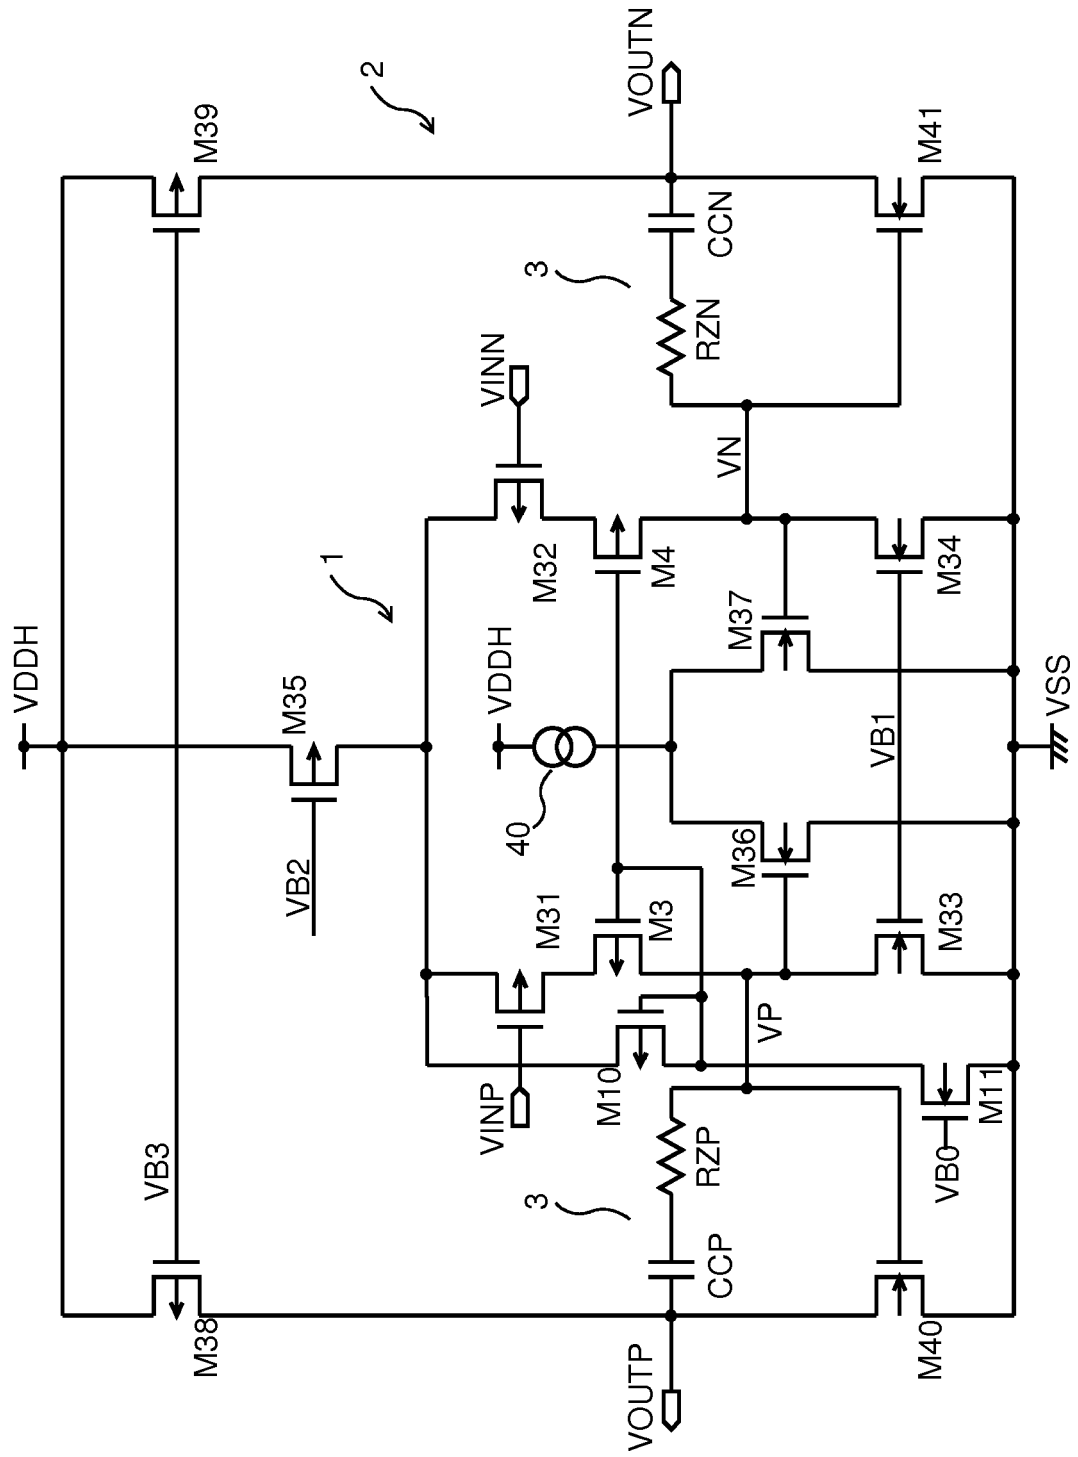 VDDH
2
M38
VB3
M39
1
VB2
M35
VINP
M31
VDDH
M32
VINN
40
M10
M3
M4
VOUTP
3
3
VOUTN
CCP
RZP
VP
M36
M37
VN
RZN
CCN
VB1
M40
VB0
M11
M33
M34
M41
VSS